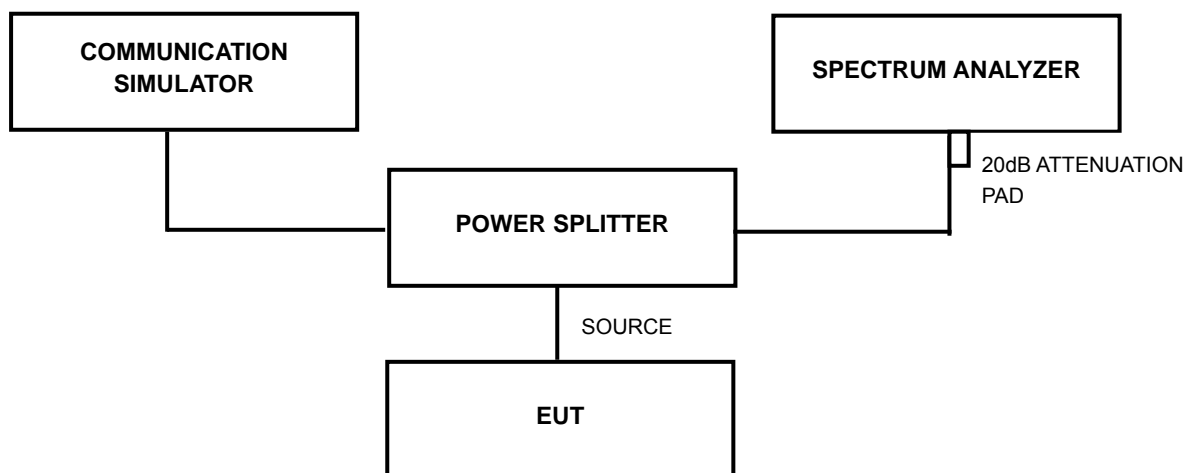 COMMUNICATION
SIMULATOR
SPECTRUM ANALYZER
20dB ATTENUATION
PAD
POWER SPLITTER
SOURCE
EUT